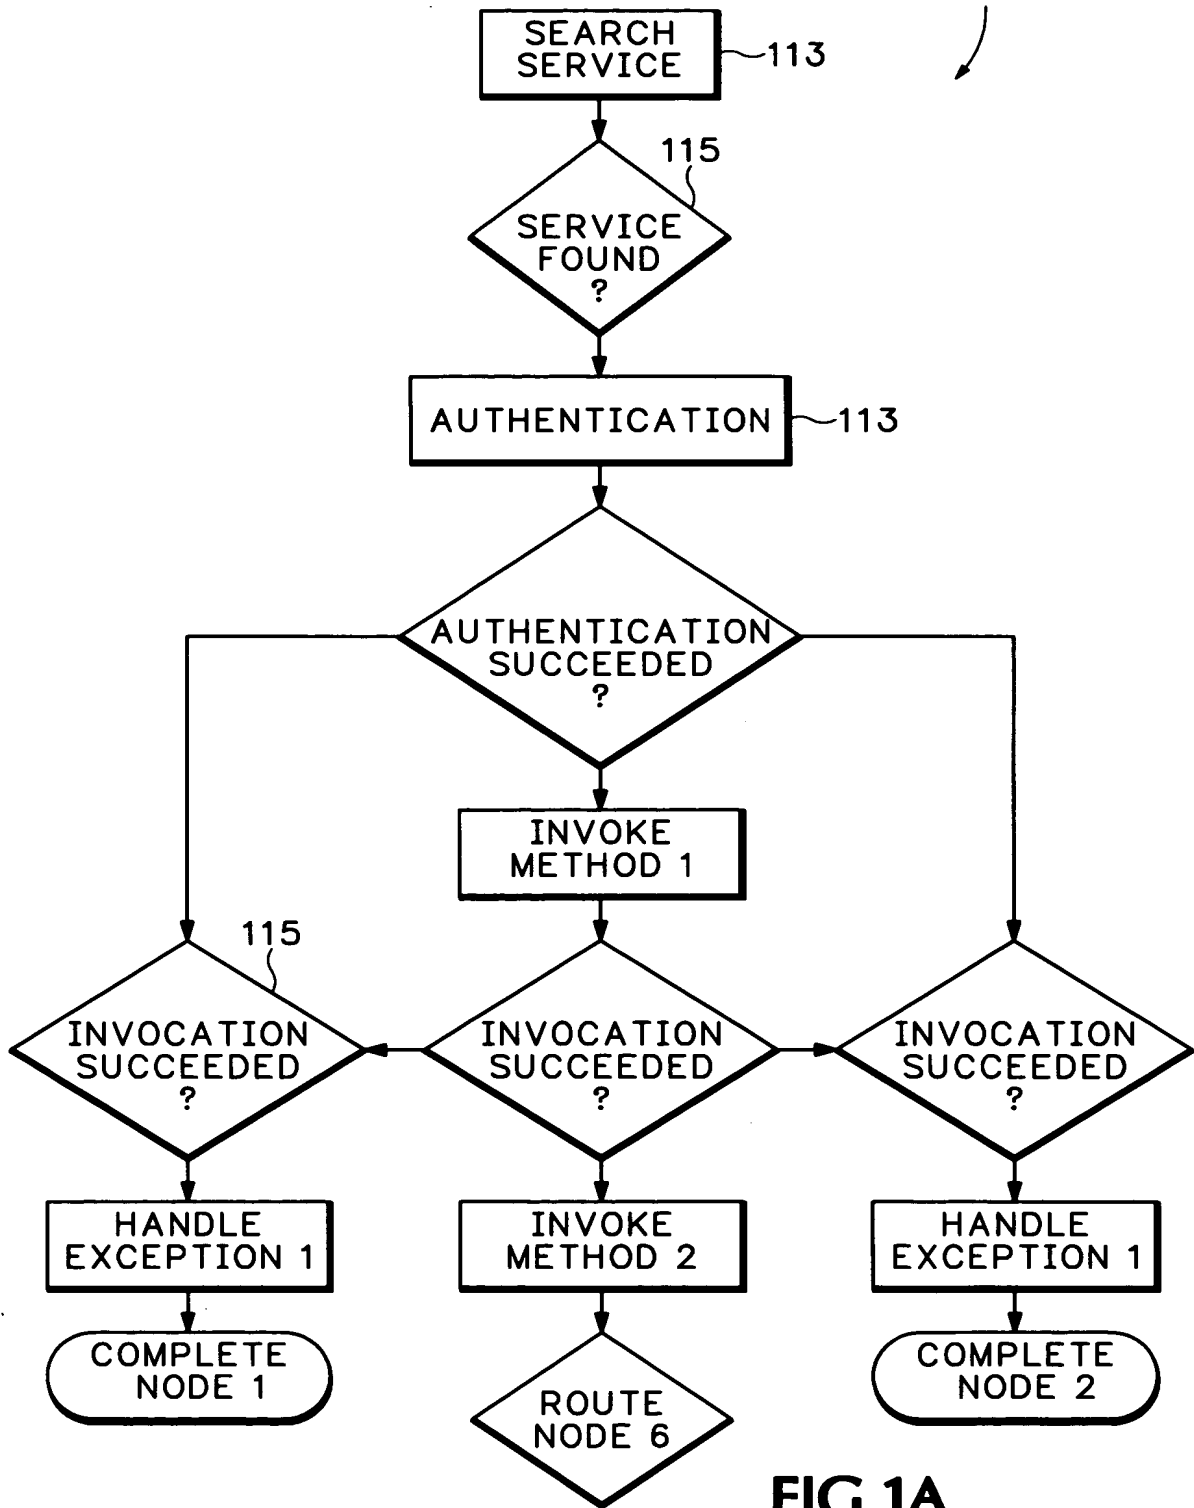 SEARCH
SERVICE
113
115
SERVICE
FOUND
?
AUTHENTICATION
113
AUTHENTICATION
SUCCEEDED
?
INVOKE
METHOD 1
115
INVOCATION
SUCCEEDED
?
INVOCATION
SUCCEEDED
?
INVOCATION
SUCCEEDED
?
HANDLE
EXCEPTION 1
INVOKE
METHOD 2
HANDLE
EXCEPTION 1
COMPLETE
NODE 1
ROUTE
NODE 6
COMPLETE
NODE 2
FIG.1A